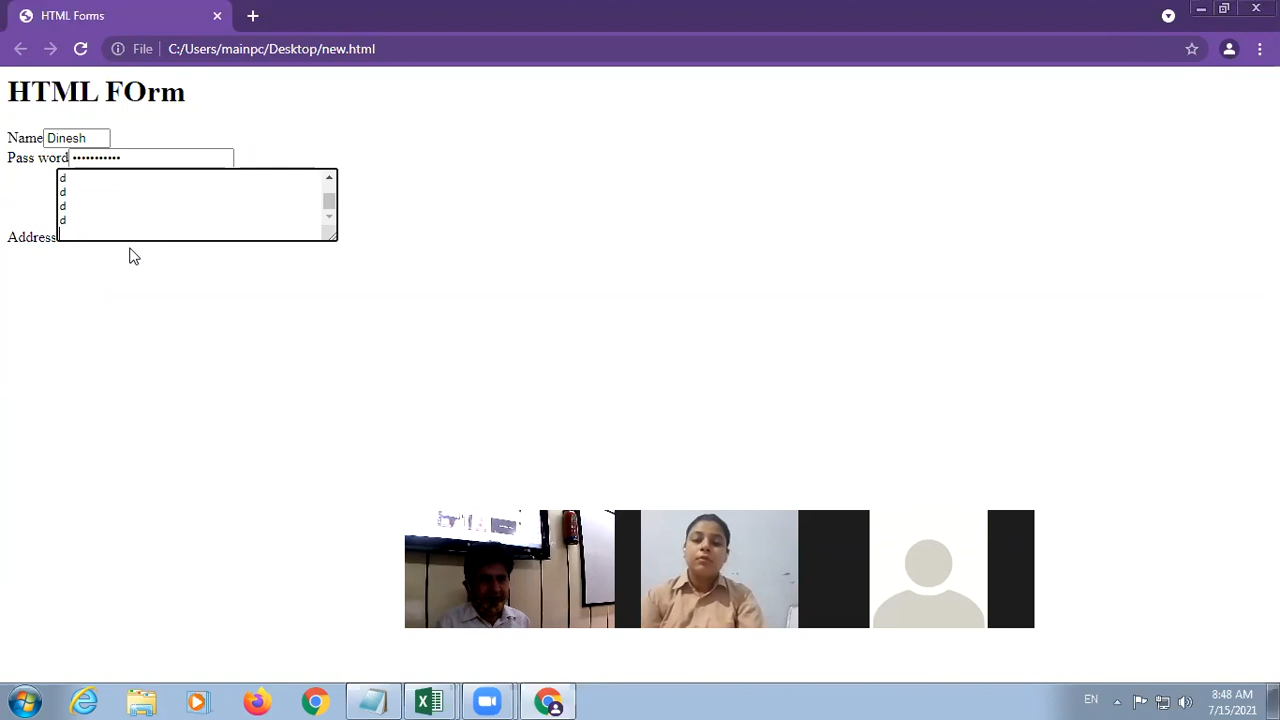 HTML Forms
File C:/Users/mainpc/Desktop/new.html
HTML FOrm
Name Dinesh
Pass word •••••••••••
d
d
d
d
Address
EN
8:48 AM
7/15/2021